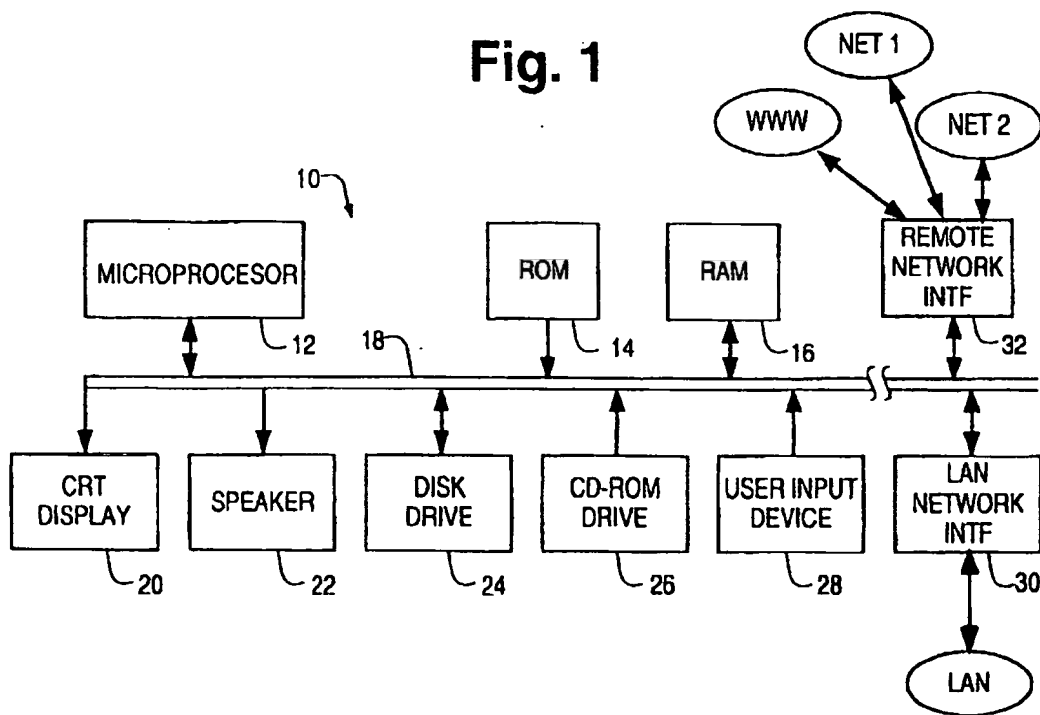 Fig. 1
NET 1
WWW
NET 2
10
MICROPROCESOR
ROM
RAM
REMOTE
NETWORK
INTF
12
18
14
16
32
CRT
DISPLAY
SPEAKER
DISK
DRIVE
CD-ROM
DRIVE
USER INPUT
DEVICE
LAN
NETWORK
INTF
20
22
24
26
28
30
LAN